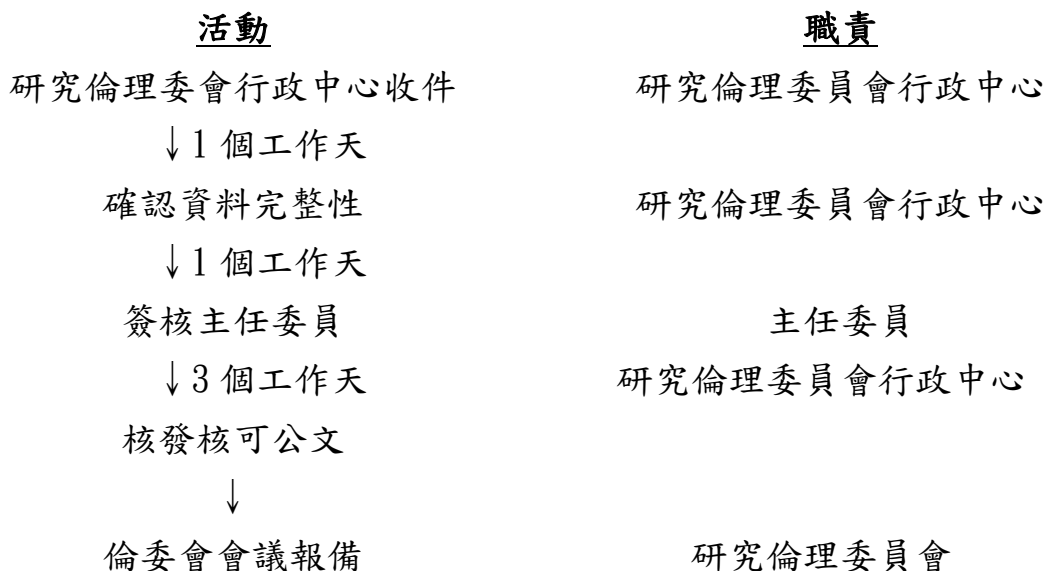 活動 職責
研究倫理委會行政中心收件 研究倫理委員會行政中心
↓1 個工作天
確認資料完整性 研究倫理委員會行政中心
↓1 個工作天
簽核主任委員 主任委員
↓3 個工作天 研究倫理委員會行政中心
核發核可公文
↓
倫委會會議報備 研究倫理委員會